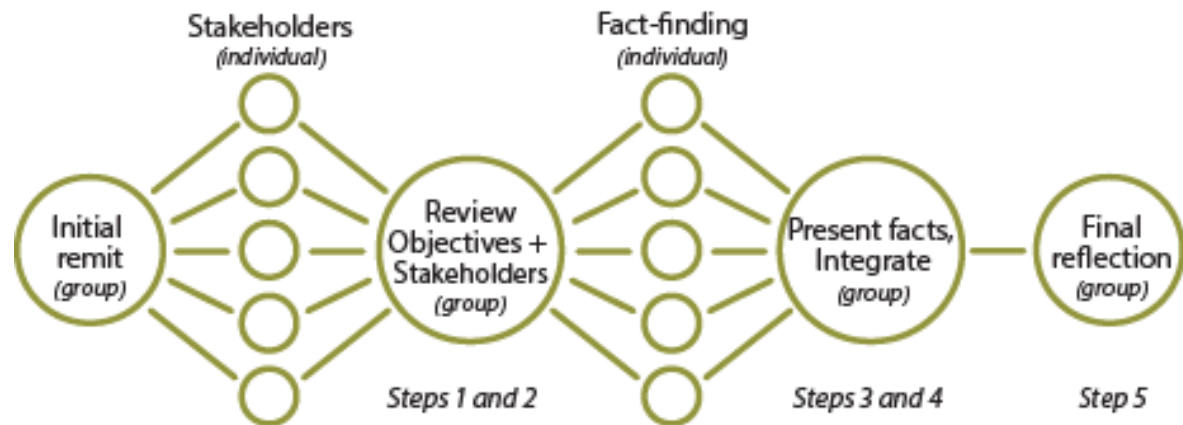 Stakeholders
(individual)
Fact-finding
(individual)
Initial
remit
(group)
Review
Objectives +
Stakeholders
(group)
Present facts,
Integrate
(group)
Final
reflection
(group)
Steps 1 and 2
Steps 3 and 4
Step 5